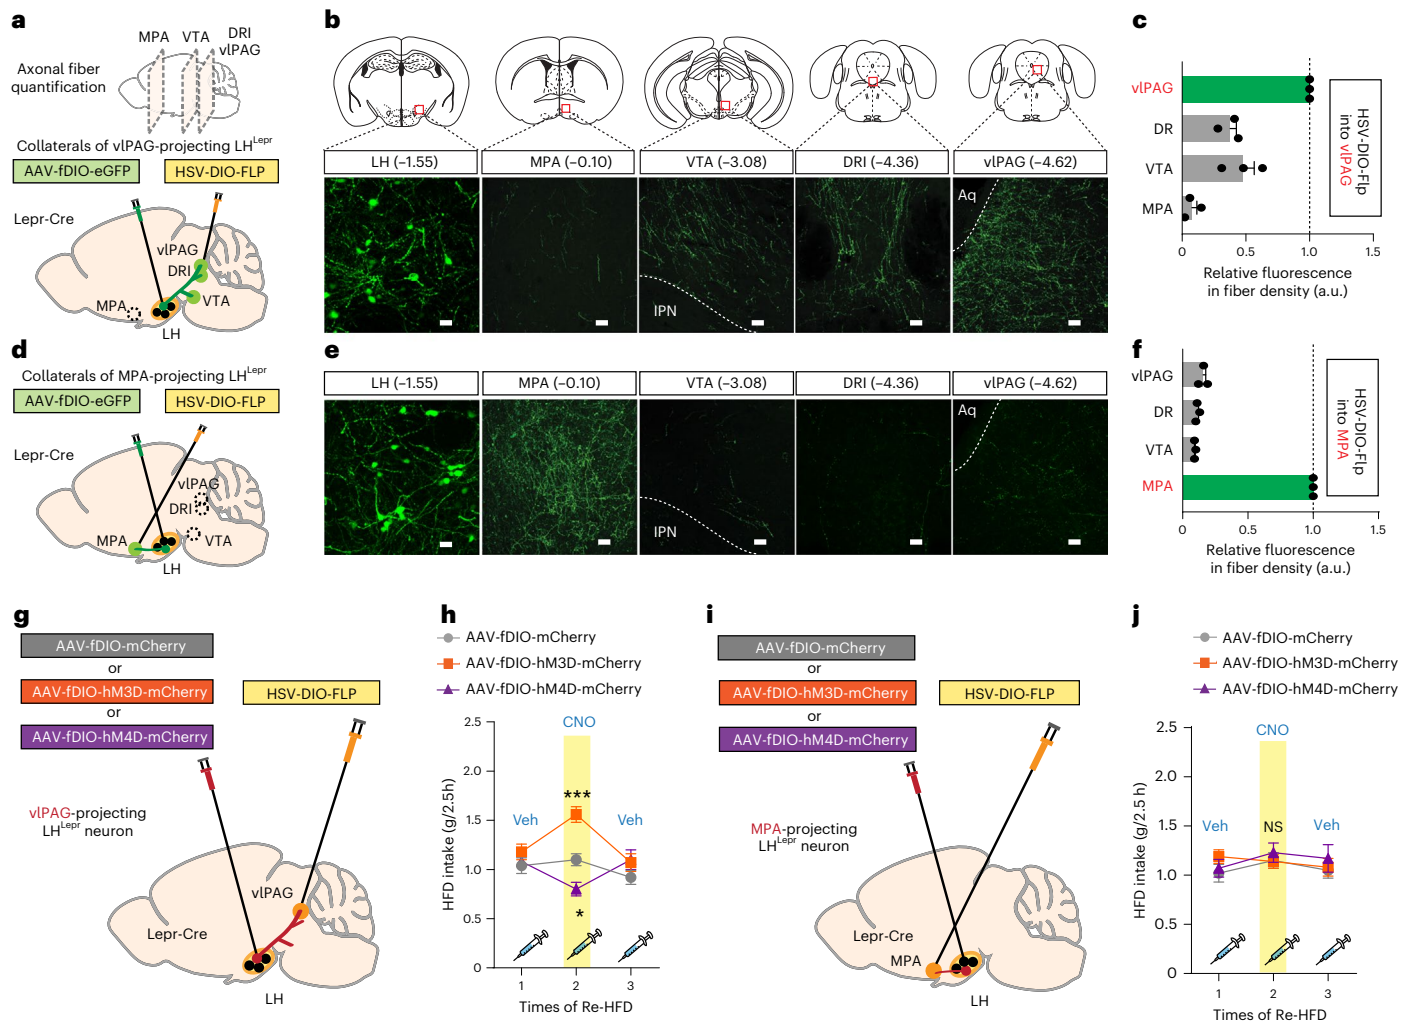 a
MPA VTA DRI
vlPAG
Axonal fiber
quantification
Collaterals of vlPAG-projecting LH^Lepr
AAV-fDIO-eGFP HSV-DIO-FLP
Lepr-Cre
vlPAG
DRI
MPA VTA
LH
b
LH (−1.55) MPA (−0.10) VTA (−3.08) DRI (−4.36) vlPAG (−4.62)
Aq
IPN
c
vlPAG
DR
VTA
MPA
0 0.5 1.0 1.5
Relative fluorescence
in fiber density (a.u.)
HSV-DIO-Flp
into vlPAG
d
Collaterals of MPA-projecting LH^Lepr
AAV-fDIO-eGFP HSV-DIO-FLP
Lepr-Cre
vlPAG
DRI
MPA VTA
LH
e
LH (−1.55) MPA (−0.10) VTA (−3.08) DRI (−4.36) vlPAG (−4.62)
Aq
IPN
f
vlPAG
DR
VTA
MPA
0 0.5 1.0 1.5
Relative fluorescence
in fiber density (a.u.)
HSV-DIO-Flp
into MPA
g
AAV-fDIO-mCherry
or
AAV-fDIO-hM3D-mCherry
or
AAV-fDIO-hM4D-mCherry
HSV-DIO-FLP
vlPAG-projecting
LH^Lepr neuron
vlPAG
Lepr-Cre
LH
h
AAV-fDIO-mCherry
AAV-fDIO-hM3D-mCherry
AAV-fDIO-hM4D-mCherry
HFD intake (g/2.5h)
2.5
2.0
1.5
1.0
0.5
0
CNO
***
Veh Veh
*
1 2 3
Times of Re-HFD
i
AAV-fDIO-mCherry
or
AAV-fDIO-hM3D-mCherry
or
AAV-fDIO-hM4D-mCherry
HSV-DIO-FLP
MPA-projecting
LH^Lepr neuron
Lepr-Cre
MPA
LH
j
AAV-fDIO-mCherry
AAV-fDIO-hM3D-mCherry
AAV-fDIO-hM4D-mCherry
HFD intake (g/2.5 h)
2.5
2.0
1.5
1.0
0.5
0
CNO
Veh NS Veh
1 2 3
Times of Re-HFD